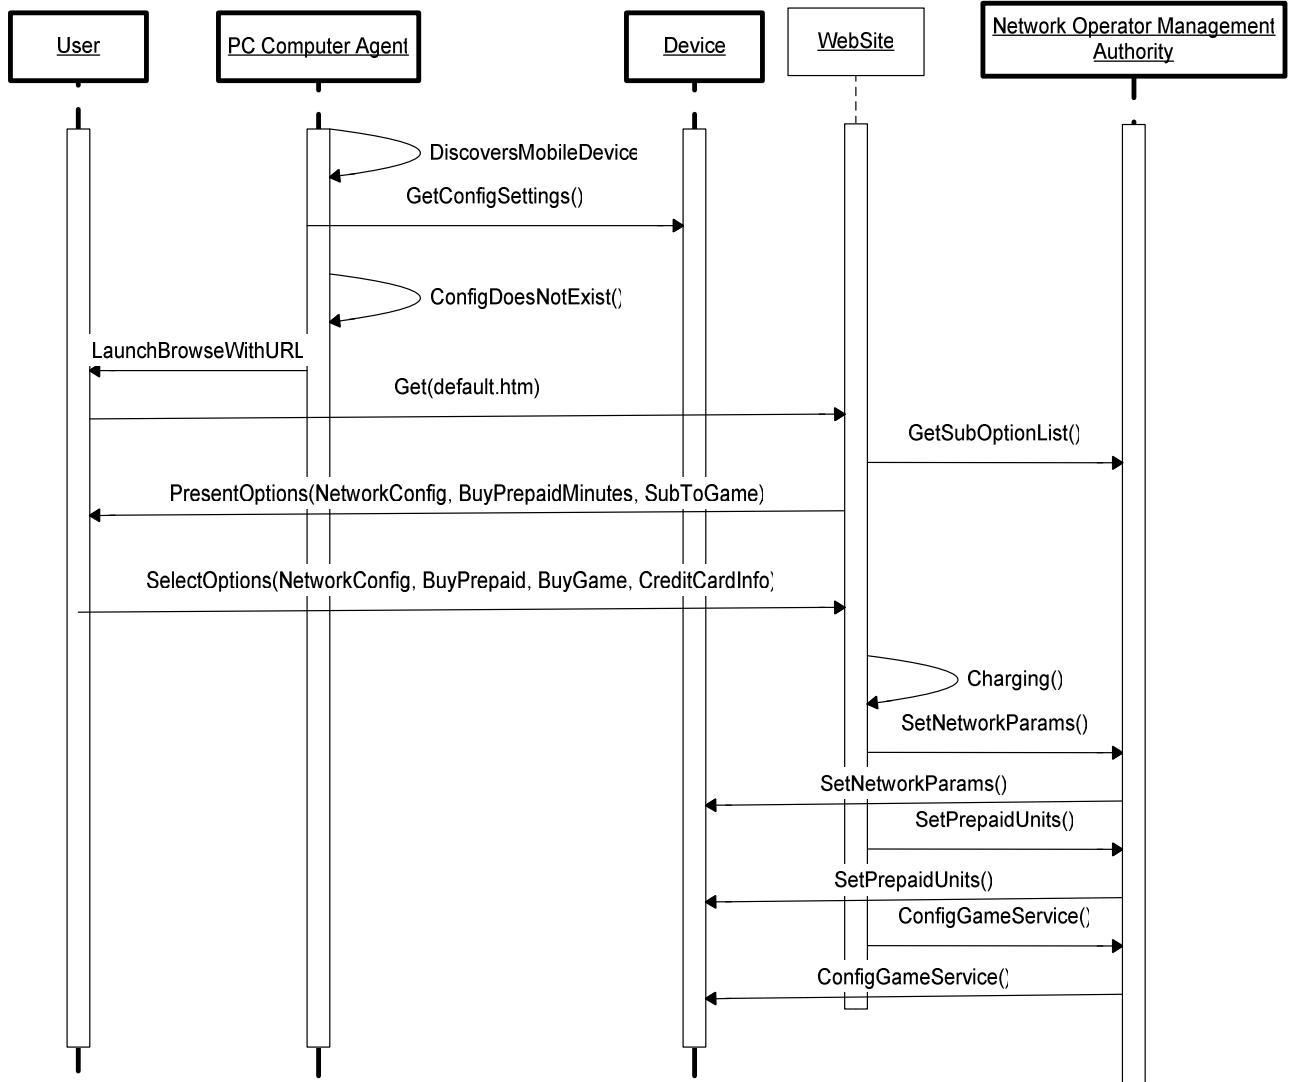 User
PC Computer Agent
Device
WebSite
Network Operator Management
Authority
DiscoversMobileDevice
GetConfigSettings()
ConfigDoesNotExist()
LaunchBrowseWithURL
Get(default.htm)
GetSubOptionList()
PresentOptions(NetworkConfig, BuyPrepaidMinutes, SubToGame)
SelectOptions(NetworkConfig, BuyPrepaid, BuyGame, CreditCardInfo)
Charging()
SetNetworkParams()
SetNetworkParams()
SetPrepaidUnits()
SetPrepaidUnits()
ConfigGameService()
ConfigGameService()